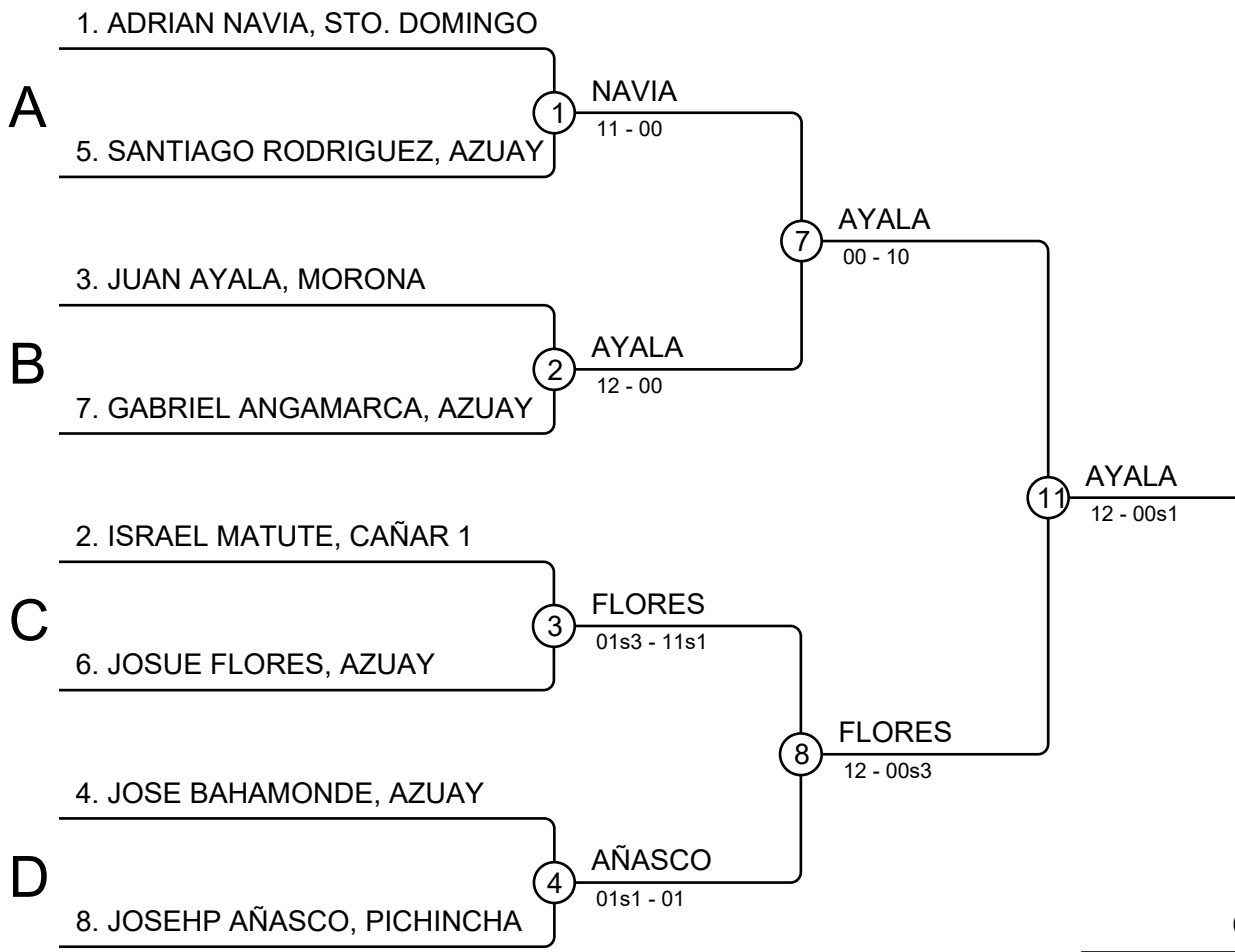 1. ADRIAN NAVIA, STO. DOMINGO
A
1
NAVIA
11 - 00
5. SANTIAGO RODRIGUEZ, AZUAY
7
AYALA
00 - 10
3. JUAN AYALA, MORONA
B
2
AYALA
12 - 00
7. GABRIEL ANGAMARCA, AZUAY
11
AYALA
12 - 00s1
2. ISRAEL MATUTE, CAÑAR 1
C
3
FLORES
01s3 - 11s1
6. JOSUE FLORES, AZUAY
8
FLORES
12 - 00s3
4. JOSE BAHAMONDE, AZUAY
D
4
AÑASCO
01s1 - 01
8. JOSEHP AÑASCO, PICHINCHA